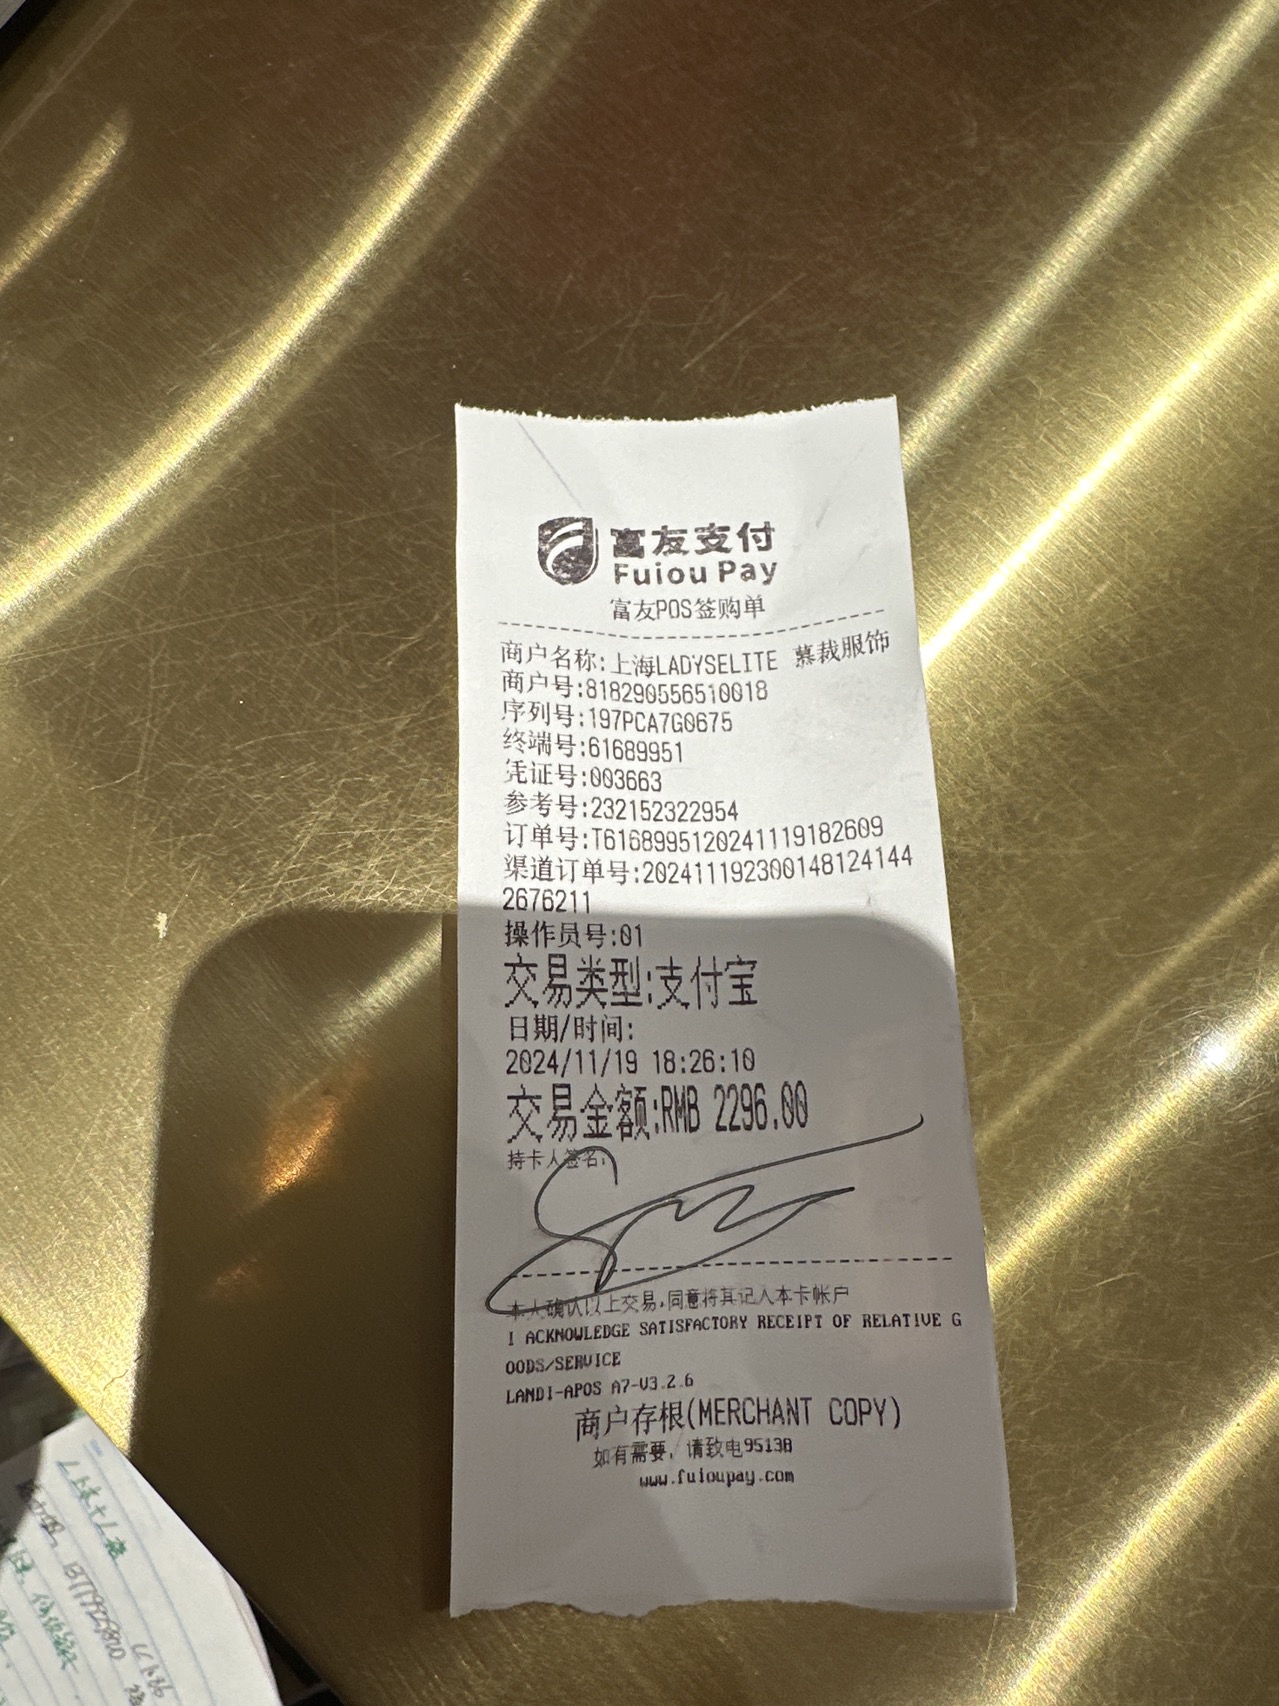 富友支付
Fuiou Pay
富友POS签购单
商户名称:上海LADYSELITE 慕裁服饰
商户号:818290556510018
序列号:197PCA7G0675
终端号:61689951
凭证号:003663
参考号:232152322954
订单号:T6168995120241119182609
渠道订单号:202411192300148124144
2676211
操作员号:01
交易类型:支付宝
日期/时间:
2024/11/19 18:26:10
交易金额:RMB 2296.00
持卡人签名:
本人确认以上交易,同意将其记入本卡帐户
I ACKNOWLEDGE SATISFACTORY RECEIPT OF RELATIVE G
OODS/SERVICE
LANDI-APOS A7-V3.2.6
商户存根(MERCHANT COPY)
如有需要, 请致电95138
www.fuioupay.com